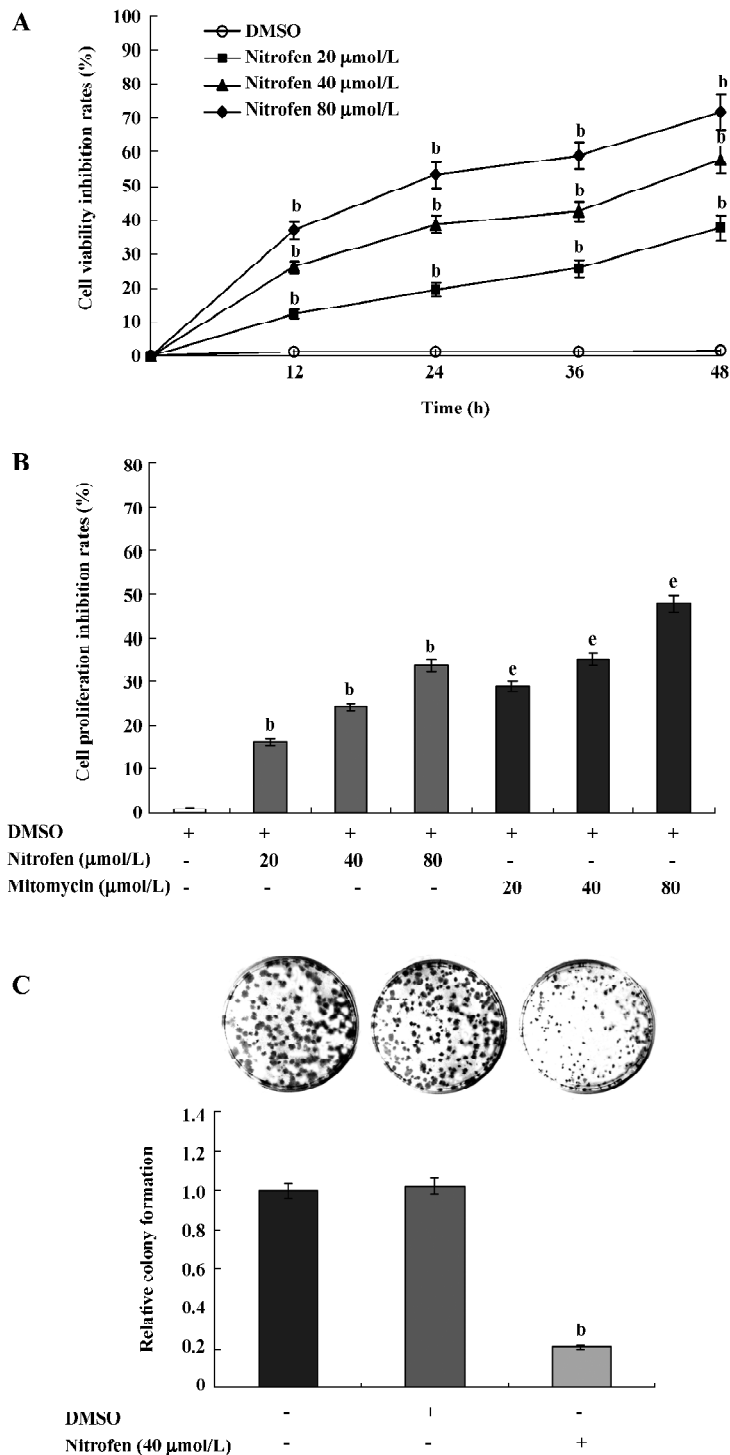 A
DMSO
Nitrofen 20 μmol/L
Nitrofen 40 μmol/L
Nitrofen 80 μmol/L
Cell viability inhibition rates (%)
100
90
80
70
60
50
40
30
20
10
0
b b b b
b b b b
b b b b
12 24 36 48
Time (h)
B
Cell proliferation inhibition rates (%)
80
70
60
50
40
30
20
10
0
b b b e e e
DMSO + + + + + + +
Nitrofen (μmol/L) - 20 40 80 - - -
Mitomycin (μmol/L) - - - - 20 40 80
C
Relative colony formation
1.4
1.2
1.0
0.8
0.6
0.4
0.2
0
b
DMSO - + -
Nitrofen (40 μmol/L) - - +